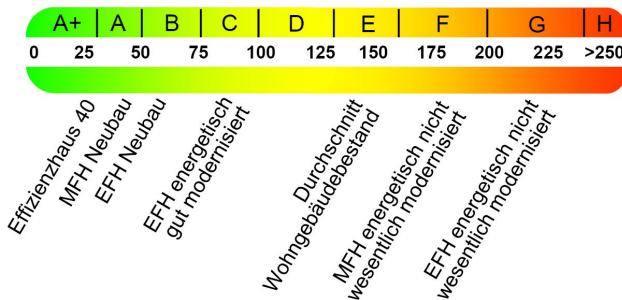 A+ A B C D E F G H
0 25 50 75 100 125 150 175 200 225 >250
Effizienzhaus 40
MFH Neubau
EFH Neubau
EFH energetisch
gut modernisiert
Durchschnitt
Wohngebäudebestand
MFH energetisch nicht
wesentlich modernisiert
EFH energetisch nicht
wesentlich modernisiert